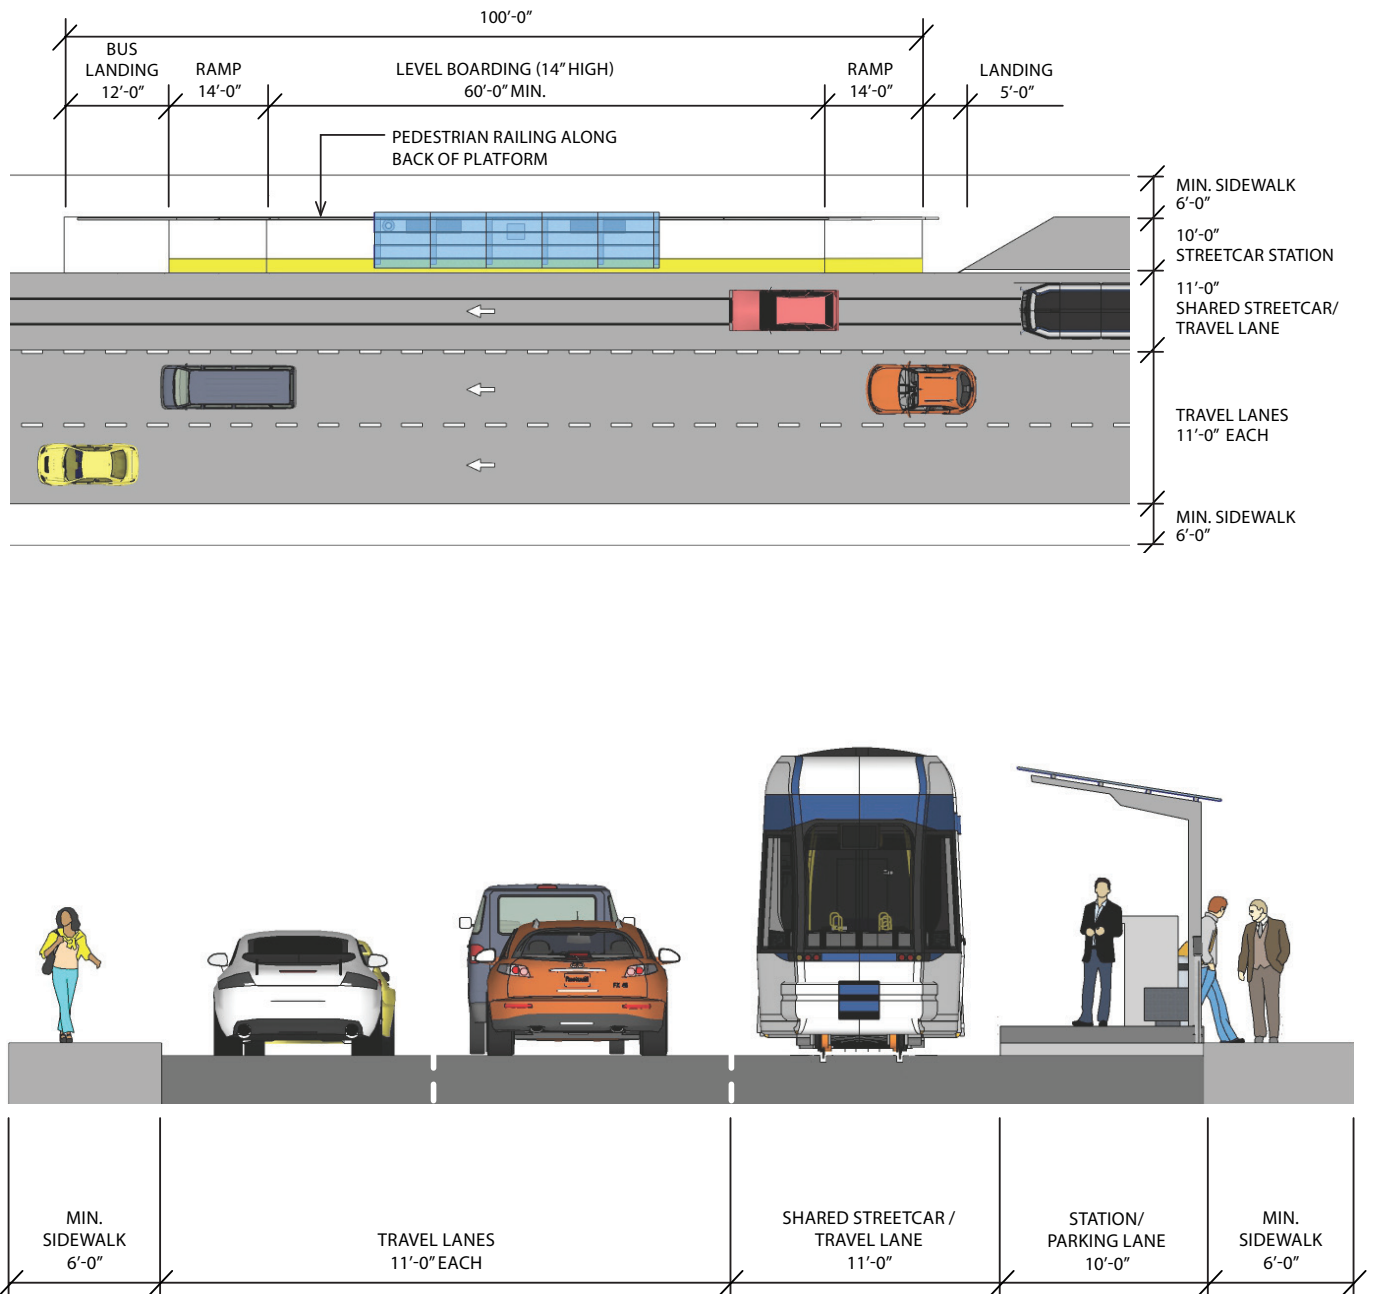 100'-0"
BUS
LANDING
12'-0"
RAMP
14'-0"
LEVEL BOARDING (14" HIGH)
60'-0" MIN.
RAMP
14'-0"
LANDING
5'-0"
PEDESTRIAN RAILING ALONG
BACK OF PLATFORM
MIN. SIDEWALK
6'-0"
10'-0"
STREETCAR STATION
11'-0"
SHARED STREETCAR/
TRAVEL LANE
TRAVEL LANES
11'-0" EACH
MIN. SIDEWALK
6'-0"
MIN.
SIDEWALK
6'-0"
TRAVEL LANES
11'-0" EACH
SHARED STREETCAR /
TRAVEL LANE
11'-0"
STATION/
PARKING LANE
10'-0"
MIN.
SIDEWALK
6'-0"